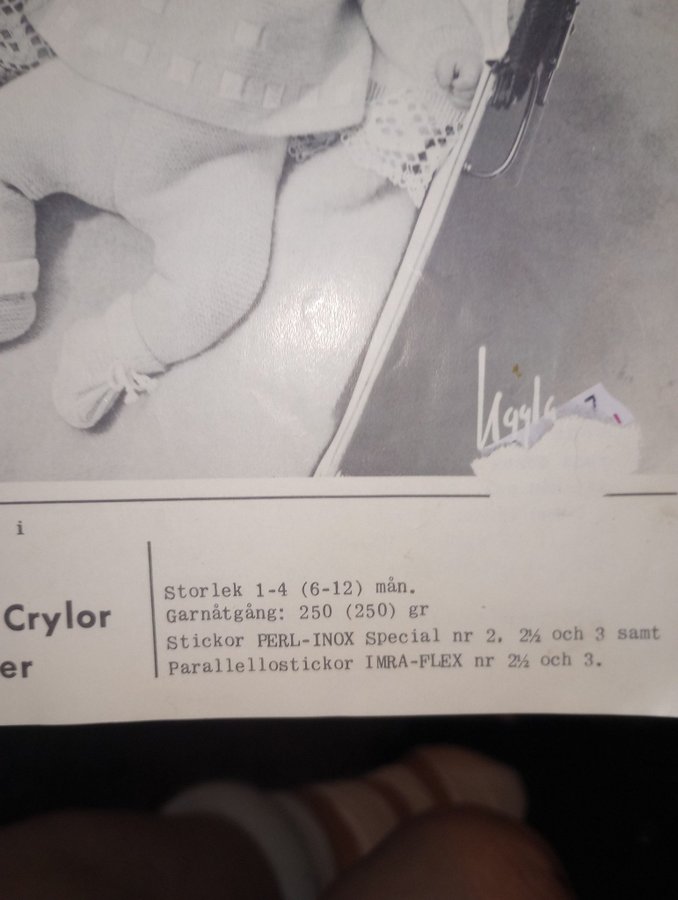 7
i
Crylor
er
Storlek 1-4 (6-12) mån.
Garnåtgång: 250 (250) gr
Stickor PERL-INOX Special nr 2, 2½ och 3 samt
Parallellostickor IMRA-FLEX nr 2½ och 3.